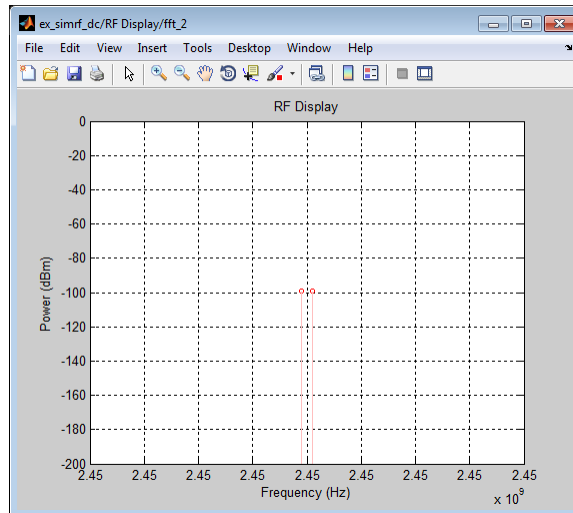 ex_simrf_dc/RF Display/fft_2
File Edit View Insert Tools Desktop Window Help
RF Display
0
-20
-40
-60
-80
-100
-120
-140
-160
-180
-200
Power (dBm)
2.45 2.45 2.45 2.45 2.45 2.45 2.45 2.45 2.45
Frequency (Hz)
x 10⁹